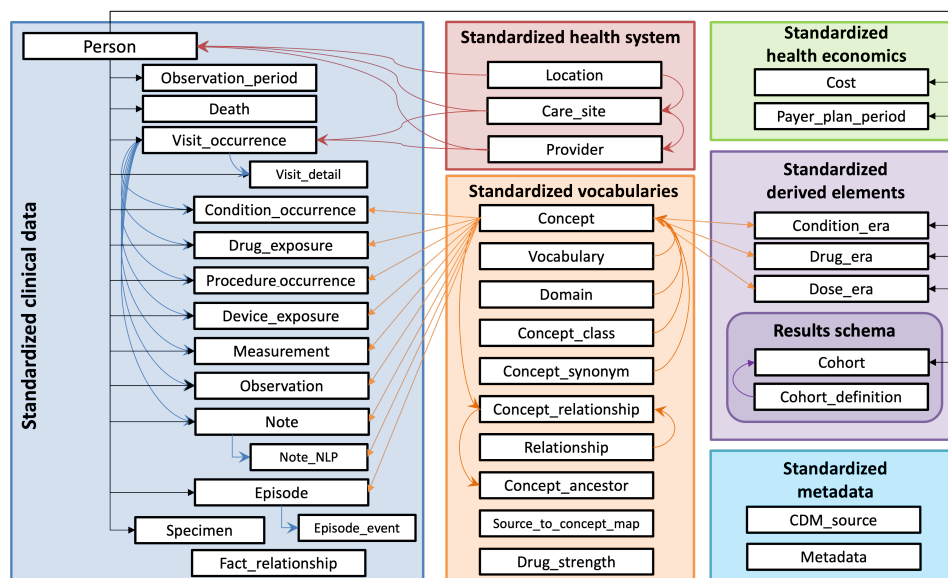 Standardized clinical data
Person
Observation_period
Death
Visit_occurrence
Visit_detail
Condition_occurrence
Drug_exposure
Procedure_occurrence
Device_exposure
Measurement
Observation
Note
Note_NLP
Episode
Specimen
Episode_event
Fact_relationship
Standardized health system
Location
Care_site
Provider
Standardized vocabularies
Concept
Vocabulary
Domain
Concept_class
Concept_synonym
Concept_relationship
Relationship
Concept_ancestor
Source_to_concept_map
Drug_strength
Standardized
health economics
Cost
Payer_plan_period
Standardized
derived elements
Condition_era
Drug_era
Dose_era
Results schema
Cohort
Cohort_definition
Standardized
metadata
CDM_source
Metadata